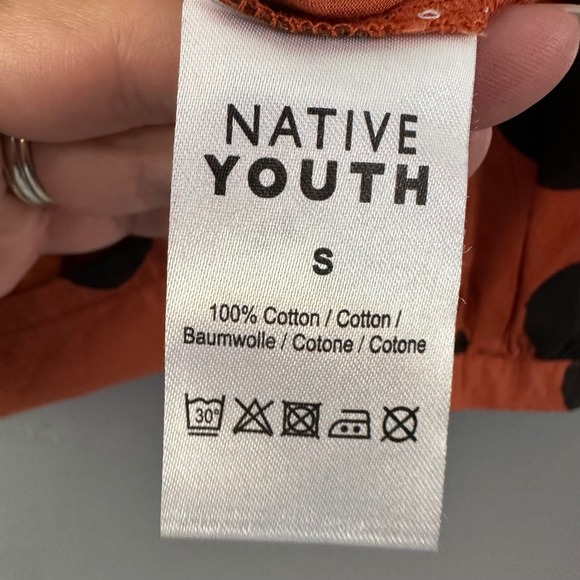 NATIVE
YOUTH
S
100% Cotton / Cotton /
Baumwolle / Cotone / Cotone
30°